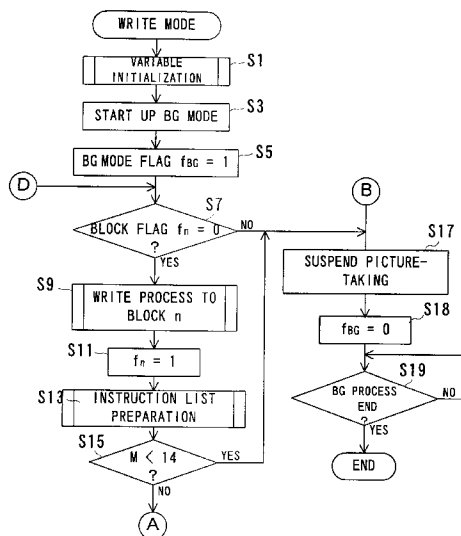 WRITE MODE
VARIABLE
INITIALIZATION
S1
START UP BG MODE
S3
BG MODE FLAG fBG = 1
S5
D
S7
BLOCK FLAG fn = 0
?
NO
YES
S9
WRITE PROCESS TO
BLOCK n
S11
fn = 1
S13
INSTRUCTION LIST
PREPARATION
S15
M < 14
?
YES
NO
A
B
S17
SUSPEND PICTURE-
TAKING
S18
fBG = 0
S19
BG PROCESS
END
?
NO
YES
END